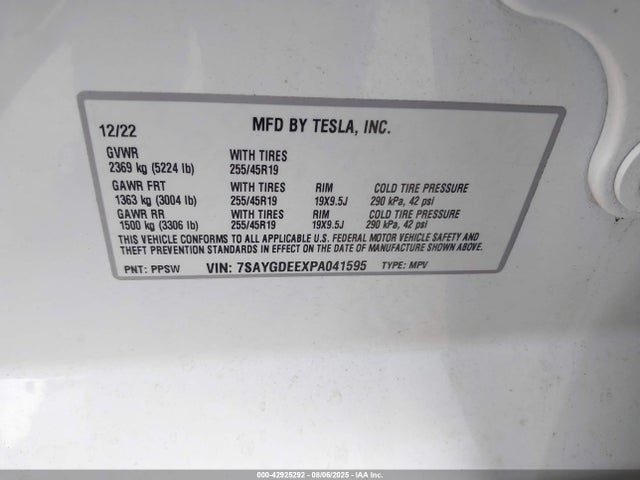 12/22 MFD BY TESLA, INC.
GVWR WITH TIRES
2369 kg (5224 lb) 255/45R19
GAWR FRT WITH TIRES RIM COLD TIRE PRESSURE
1363 kg (3004 lb) 255/45R19 19X9.5J 290 kPa, 42 psi
GAWR RR WITH TIRES RIM COLD TIRE PRESSURE
1500 kg (3306 lb) 255/45R19 19X9.5J 290 kPa, 42 psi
THIS VEHICLE CONFORMS TO ALL APPLICABLE U.S. FEDERAL MOTOR VEHICLE SAFETY AND
THEFT PREVENTION STANDARDS IN EFFECT ON THE DATE OF MANUFACTURE SHOWN ABOVE.
PNT: PPSW VIN: 7SAYGDEEXPA041595 TYPE: MPV
000-42925292 - 08/06/2025 - IAA Inc.